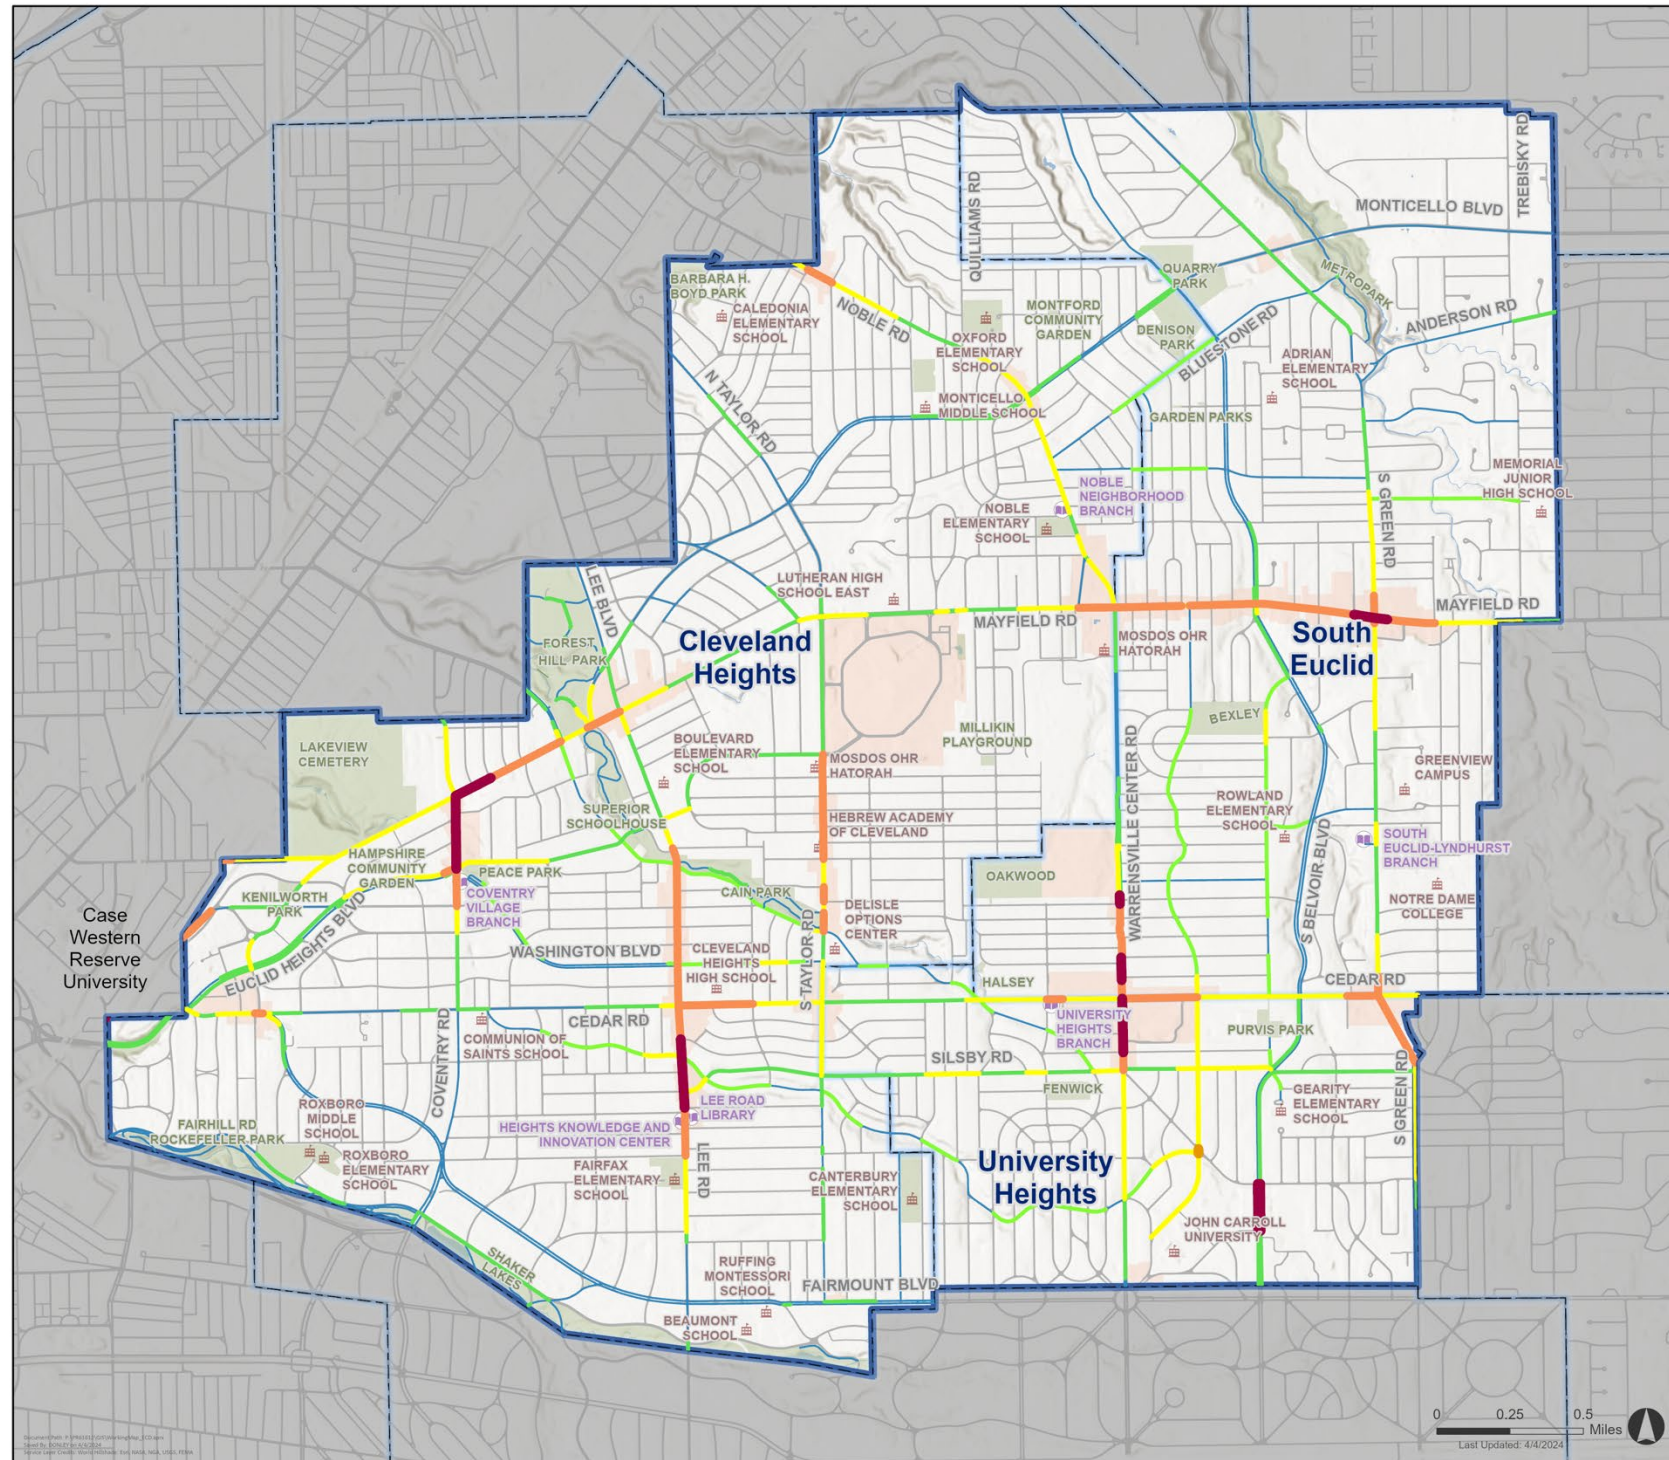 TREBISKY RD
MONTICELLO BLVD
QUILLIAMS RD
QUARRY
PARK
METROPARK
BARBARA H.
BOYD PARK
CALEDONIA
ELEMENTARY
SCHOOL
NOBLE RD
MONTFORD
COMMUNITY
GARDEN
DENISON
PARK
BLUESTONE RD
ANDERSON RD
OXFORD
ELEMENTARY
SCHOOL
ADRIAN
ELEMENTARY
SCHOOL
N TAYLOR RD
MONTICELLO
MIDDLE SCHOOL
GARDEN PARKS
MEMORIAL
JUNIOR
HIGH SCHOOL
NOBLE
NEIGHBORHOOD
BRANCH
NOBLE
ELEMENTARY
SCHOOL
S GREEN RD
LEE BLVD
LUTHERAN HIGH
SCHOOL EAST
MAYFIELD RD
MAYFIELD RD
FOREST
HILL PARK
Cleveland
Heights
MOSDOS OHR
HATORAH
South
Euclid
BEXLEY
MILLIKIN
PLAYGROUND
LAKEVIEW
CEMETERY
BOULEVARD
ELEMENTARY
SCHOOL
MOSDOS OHR
HATORAH
WARRENSVILLE CENTER RD
GREENVIEW
CAMPUS
SUPERIOR
SCHOOLHOUSE
HEBREW ACADEMY
OF CLEVELAND
ROWLAND
ELEMENTARY
SCHOOL
SOUTH
EUCLID-LYNDHURST
BRANCH
HAMPSHIRE
COMMUNITY
GARDEN
PEACE PARK
OAKWOOD
S BELVOIR BLVD
KENILWORTH
PARK
COVENTRY
VILLAGE
BRANCH
CAIN PARK
DELISLE
OPTIONS
CENTER
NOTRE DAME
COLLEGE
Case
Western
Reserve
University
EUCLID HEIGHTS BLVD
WASHINGTON BLVD
CLEVELAND
HEIGHTS
HIGH SCHOOL
S TAYLOR RD
HALSEY
CEDAR RD
CEDAR RD
COVENTRY RD
COMMUNION OF
SAINTS SCHOOL
UNIVERSITY
HEIGHTS
BRANCH
PURVIS PARK
SILSBY RD
FENWICK
GEARITY
ELEMENTARY
SCHOOL
S GREEN RD
LEE ROAD
LIBRARY
HEIGHTS KNOWLEDGE AND
INNOVATION CENTER
FAIRHILL RD
ROCKEFELLER PARK
ROXBORO
MIDDLE
SCHOOL
ROXBORO
ELEMENTARY
SCHOOL
FAIRFAX
ELEMENTARY
SCHOOL
LEE RD
CANTERBURY
ELEMENTARY
SCHOOL
University
Heights
JOHN CARROLL
UNIVERSITY
SHAKER
LAKES
RUFFING
MONTESSORI
SCHOOL
FAIRMOUNT BLVD
BEAUMONT
SCHOOL
0 0.25 0.5
Miles
Last Updated: 4/4/2024